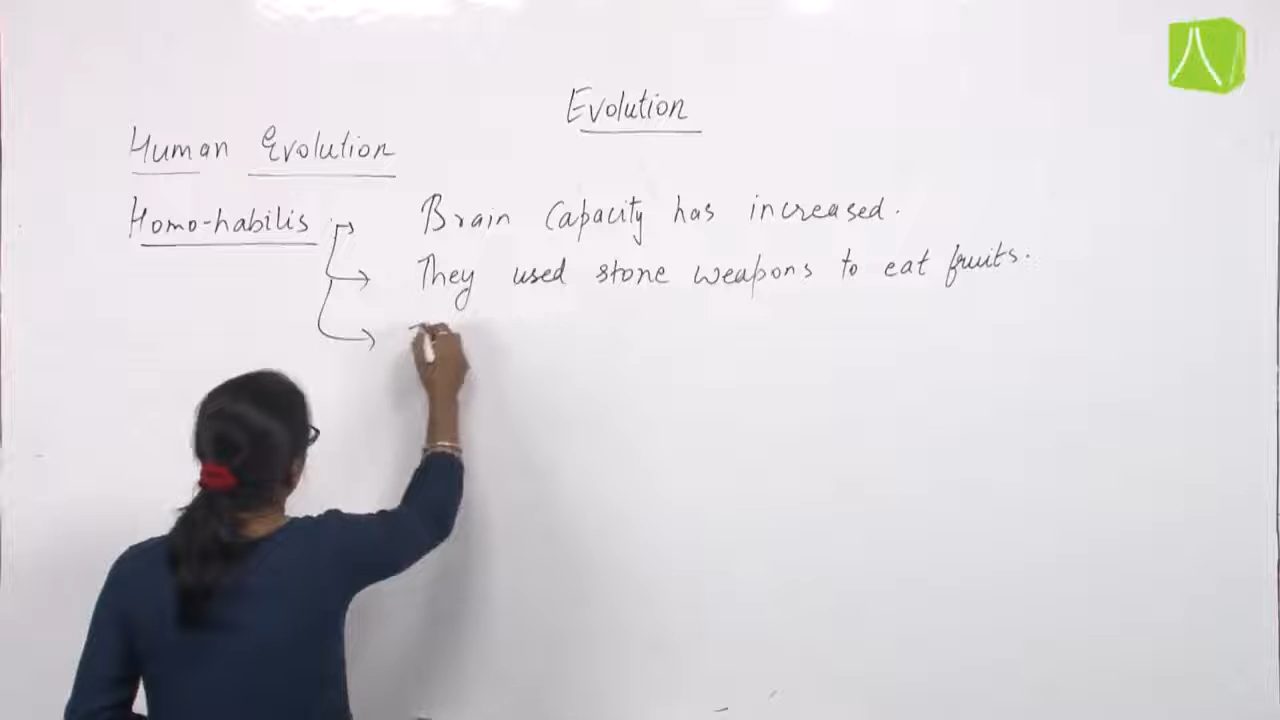 Evolution
Human Evolution
Homo-habilis
Brain capacity has increased.
They used stone weapons to eat fruits.